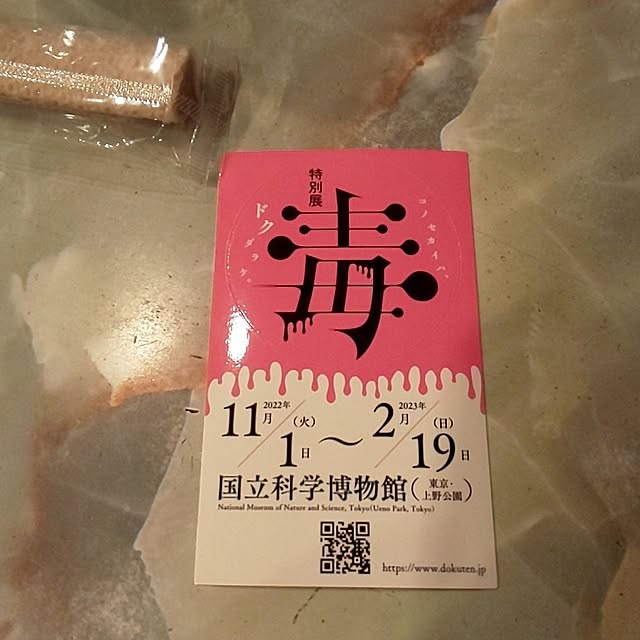 特別展
毒
コノセカイハ、
ドクダラケ。
2022年 2023年
11月1日(火)〜2月19日(日)
国立科学博物館(東京・上野公園)
National Museum of Nature and Science, Tokyo(Ueno Park, Tokyo)
https://www.dokuten.jp